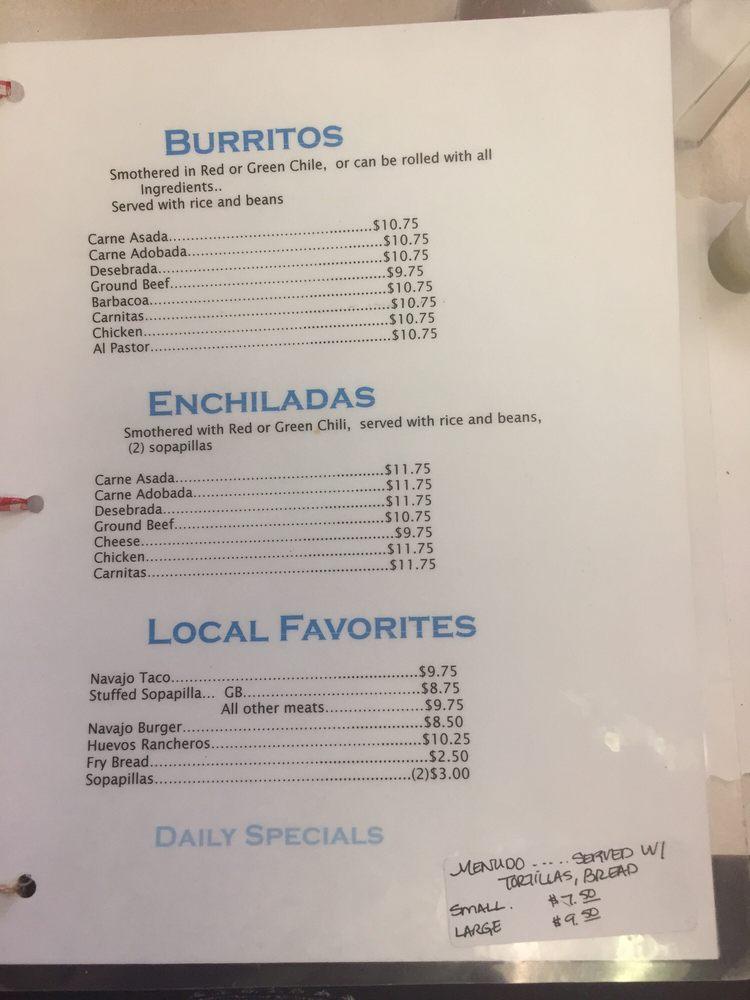 BURRITOS
Smothered in Red or Green Chile, or can be rolled with all
Ingredients..
Served with rice and beans
Carne Asada.................................................$10.75
Carne Adobada.............................................$10.75
Desebrada....................................................$10.75
Ground Beef.................................................$9.75
Barbacoa......................................................$10.75
Carnitas.......................................................$10.75
Chicken........................................................$10.75
Al Pastor.......................................................$10.75
ENCHILADAS
Smothered with Red or Green Chili, served with rice and beans,
(2) sopapillas
Carne Asada.................................................$11.75
Carne Adobada.............................................$11.75
Desebrada....................................................$11.75
Ground Beef.................................................$10.75
Cheese..........................................................$9.75
Chicken........................................................$11.75
Carnitas........................................................$11.75
LOCAL FAVORITES
Navajo Taco..........................................................$9.75
Stuffed Sopapilla... GB..........................................$8.75
All other meats.......................$9.75
Navajo Burger.......................................................$8.50
Huevos Rancheros.................................................$10.25
Fry Bread...............................................................$2.50
Sopapillas.........................................................(2)$3.00
DAILY SPECIALS
MENUDO ----.. SERVED W/
TORTILLAS, BREAD
SMALL. $7.50
LARGE $9.50